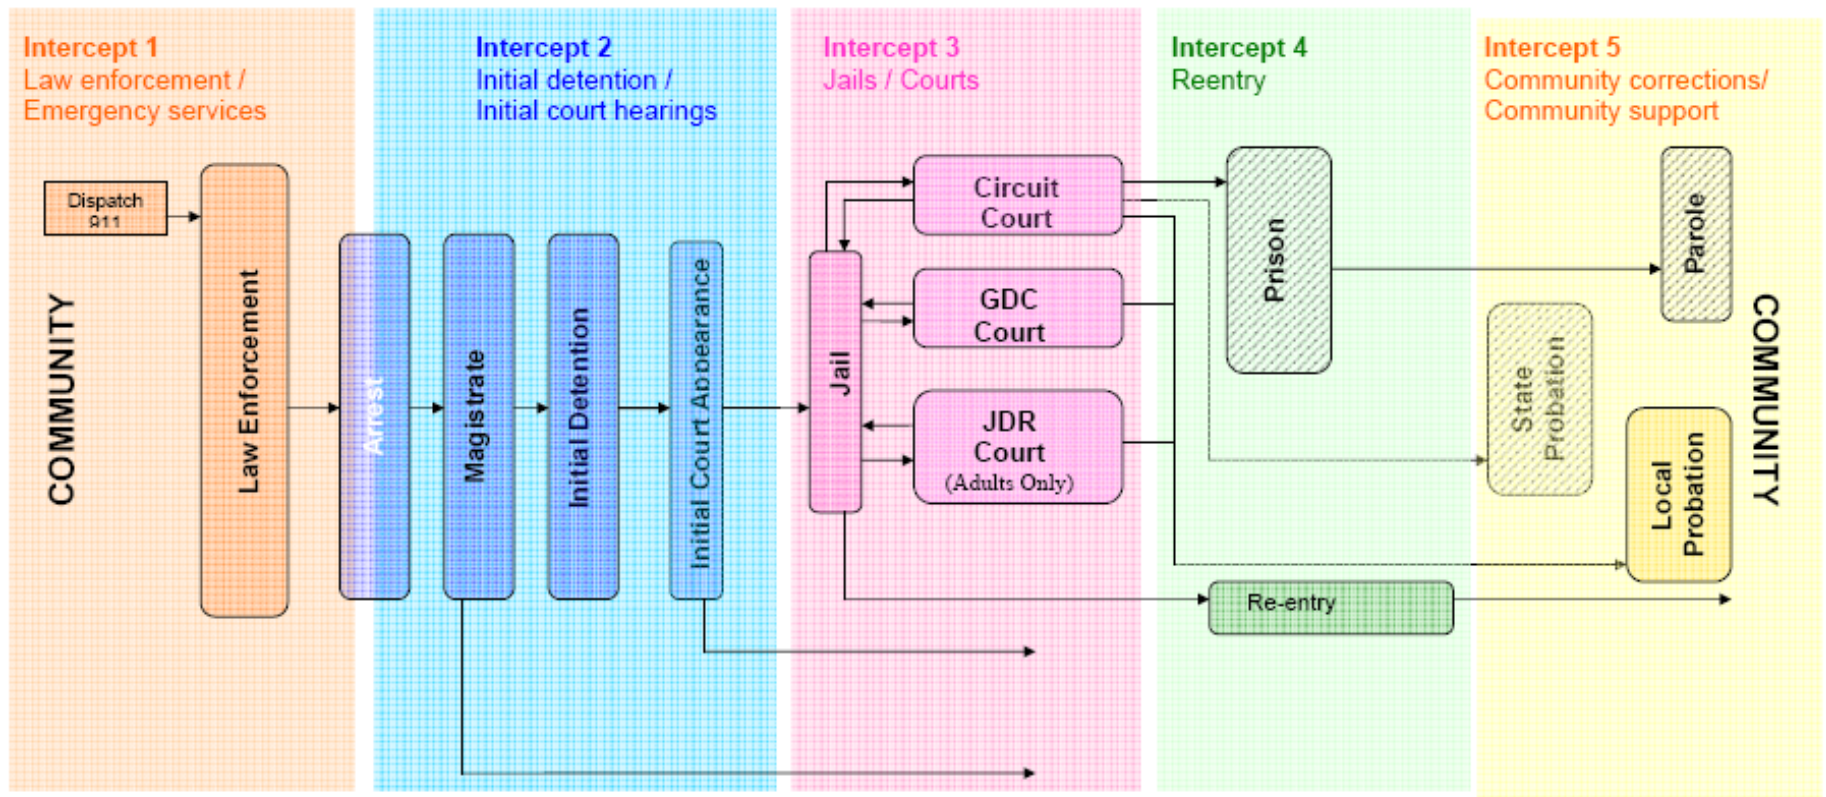 Intercept 1
Law enforcement /
Emergency services
Intercept 2
Initial detention /
Initial court hearings
Intercept 3
Jails / Courts
Intercept 4
Reentry
Intercept 5
Community corrections/
Community support
Dispatch
911
COMMUNITY
Law Enforcement
Arrest
Magistrate
Initial Detention
Initial Court Appearance
Jail
Circuit
Court
GDC
Court
JDR
Court
(Adults Only)
Prison
Re-entry
Parole
State
Probation
Local
Probation
COMMUNITY